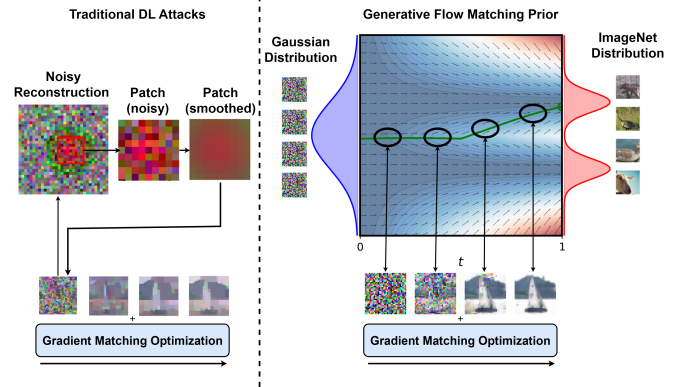 Traditional DL Attacks
Noisy
Reconstruction
Patch
(noisy)
Patch
(smoothed)
+
Gradient Matching Optimization
Generative Flow Matching Prior
Gaussian
Distribution
ImageNet
Distribution
0
1
t
+
Gradient Matching Optimization